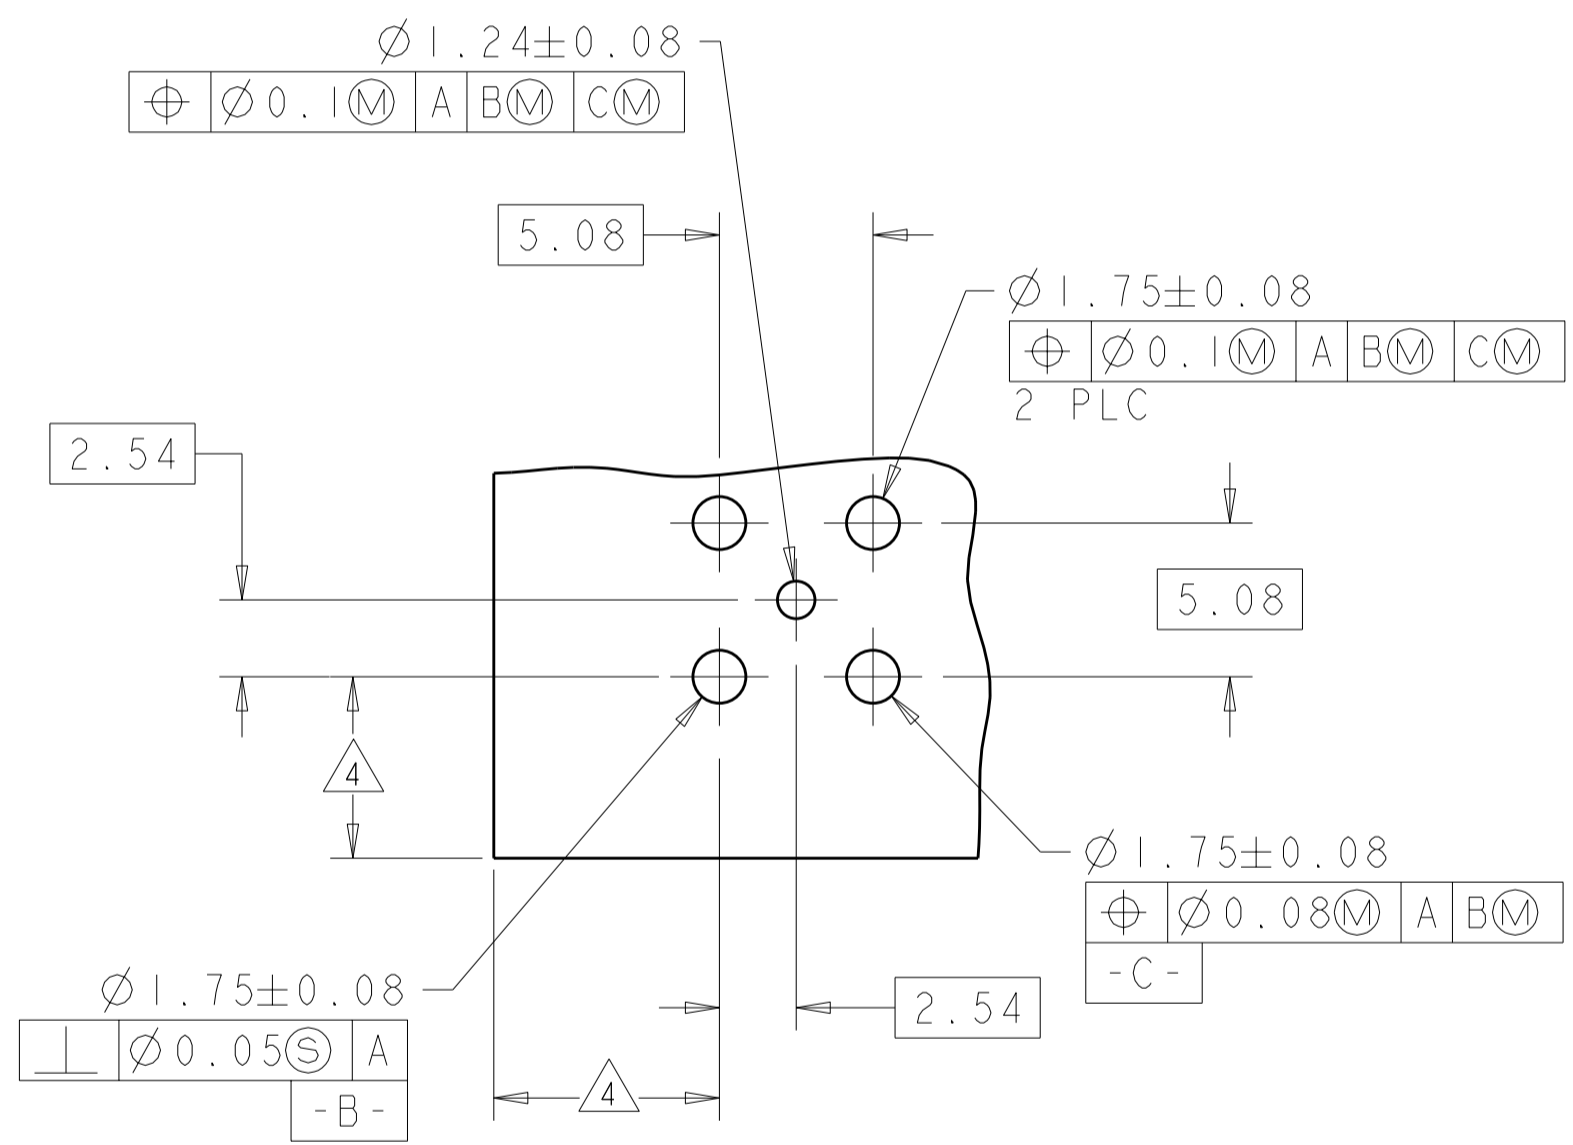 Ø1.24±0.08
⌖ Ø0.1Ⓜ A BⓂ CⓂ
5.08
Ø1.75±0.08
⌖ Ø0.1Ⓜ A BⓂ CⓂ
2 PLC
2.54
5.08
4
Ø1.75±0.08
⌖ Ø0.08Ⓜ A BⓂ
-C-
Ø1.75±0.08
⟂ Ø0.05Ⓢ A
-B-
2.54
4